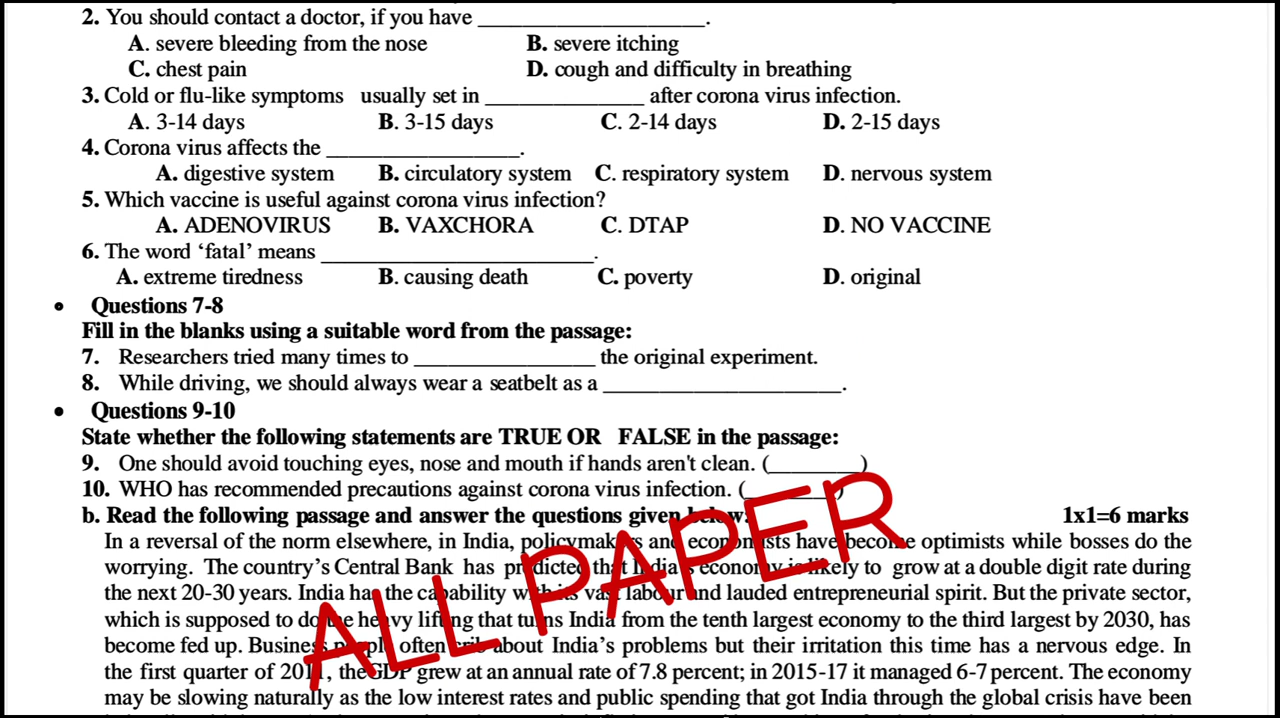 2. You should contact a doctor, if you have ____________________.
A. severe bleeding from the nose B. severe itching
C. chest pain D. cough and difficulty in breathing
3. Cold or flu-like symptoms usually set in ______________ after corona virus infection.
A. 3-14 days B. 3-15 days C. 2-14 days D. 2-15 days
4. Corona virus affects the _________________.
A. digestive system B. circulatory system C. respiratory system D. nervous system
5. Which vaccine is useful against corona virus infection?
A. ADENOVIRUS B. VAXCHORA C. DTAP D. NO VACCINE
6. The word ‘fatal’ means ________________________.
A. extreme tiredness B. causing death C. poverty D. original
• Questions 7-8
Fill in the blanks using a suitable word from the passage:
7. Researchers tried many times to ________________ the original experiment.
8. While driving, we should always wear a seatbelt as a _____________________.
• Questions 9-10
State whether the following statements are TRUE OR FALSE in the passage:
9. One should avoid touching eyes, nose and mouth if hands aren't clean. (________)
10. WHO has recommended precautions against corona virus infection. (________)
b. Read the following passage and answer the questions given below: 1x1=6 marks
In a reversal of the norm elsewhere, in India, policymakers and economists have become optimists while bosses do the
worrying. The country’s Central Bank has predicted that India's economy is likely to grow at a double digit rate during
the next 20-30 years. India has the capability with its vast labour and lauded entrepreneurial spirit. But the private sector,
which is supposed to do the heavy lifting that turns India from the tenth largest economy to the third largest by 2030, has
become fed up. Business people often crib about India’s problems but their irritation this time has a nervous edge. In
the first quarter of 2011, the GDP grew at an annual rate of 7.8 percent; in 2015-17 it managed 6-7 percent. The economy
may be slowing naturally as the low interest rates and public spending that got India through the global crisis have been
ALL PAPER